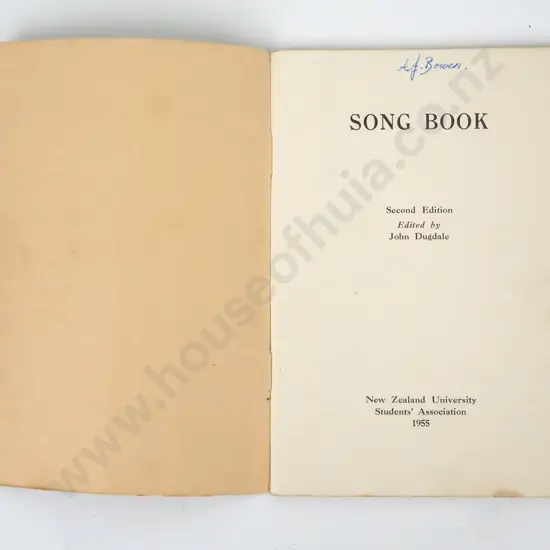 A.J. Bowen.
SONG BOOK
Second Edition
Edited by
John Dugdale
New Zealand University
Students' Association
1955
www.houseofhuia.co.nz